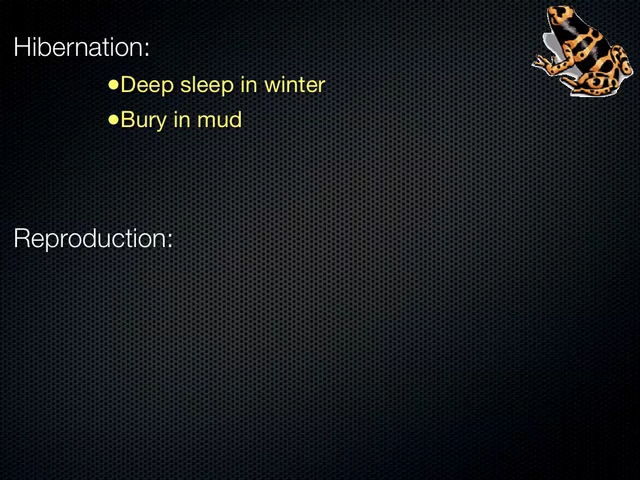 Hibernation:
•Deep sleep in winter
•Bury in mud
Reproduction: